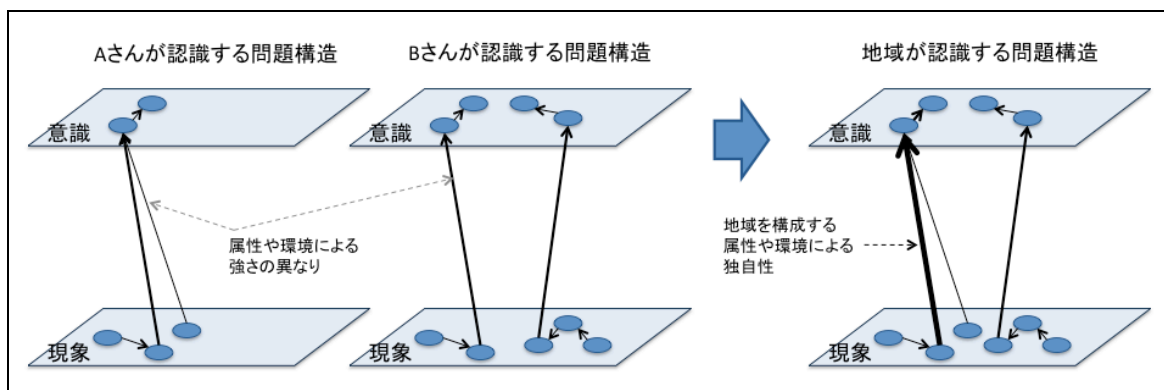 Aさんが認識する問題構造
Bさんが認識する問題構造
地域が認識する問題構造
意識
意識
意識
属性や環境による
強さの異なり
地域を構成する
属性や環境による
独自性
現象
現象
現象